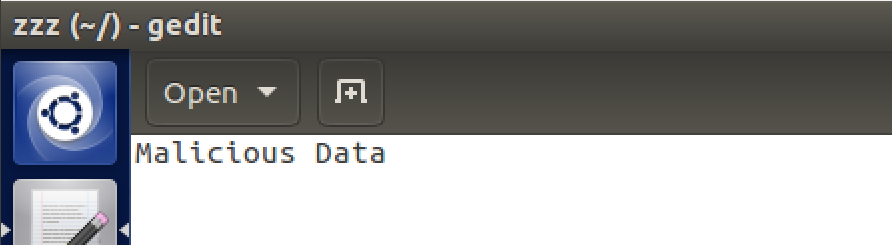 zzz (~/) - gedit
Open
Malicious Data